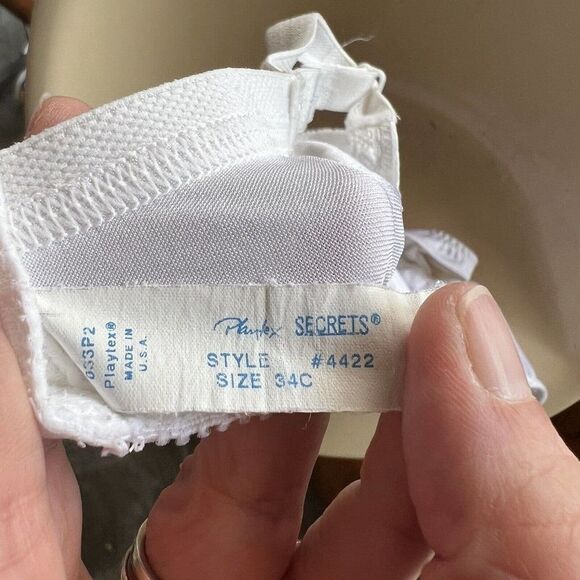 Playtex SECRETS®
STYLE #4422
SIZE 34C
Playtex®
MADE IN
U.S.A.